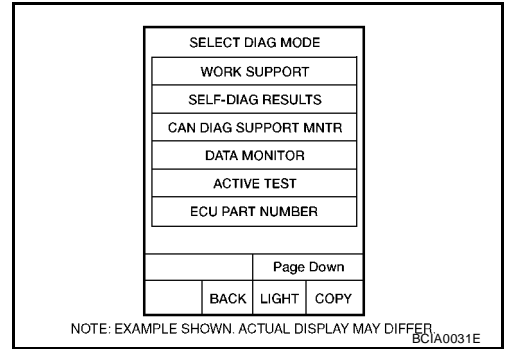 SELECT DIAG MODE
WORK SUPPORT
SELF-DIAG RESULTS
CAN DIAG SUPPORT MNTR
DATA MONITOR
ACTIVE TEST
ECU PART NUMBER
Page Down
BACK LIGHT COPY
NOTE: EXAMPLE SHOWN. ACTUAL DISPLAY MAY DIFFER.
BCIA0031E